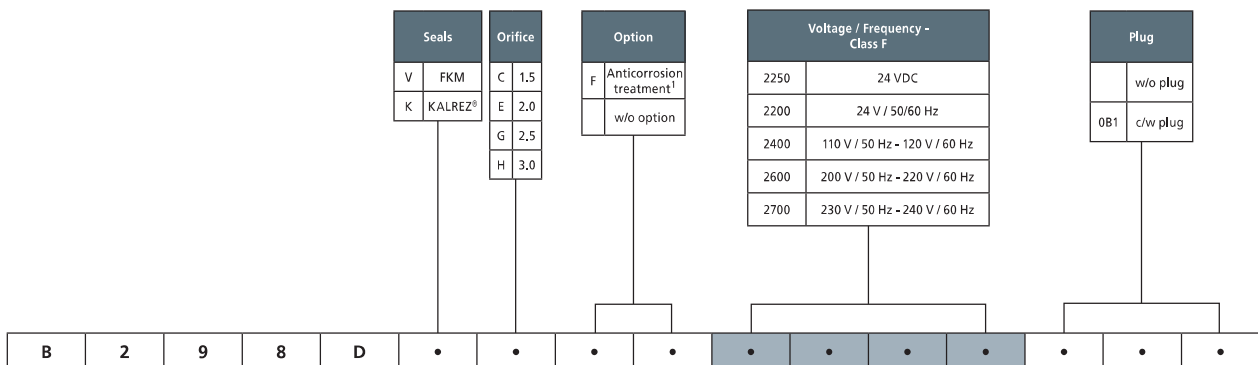 Seals
V FKM
K KALREZ®
Orifice
C 1.5
E 2.0
G 2.5
H 3.0
Option
F Anticorrosion
treatment¹
w/o option
Voltage / Frequency -
Class F
2250 24 VDC
2200 24 V / 50/60 Hz
2400 110 V / 50 Hz - 120 V / 60 Hz
2600 200 V / 50 Hz - 220 V / 60 Hz
2700 230 V / 50 Hz - 240 V / 60 Hz
Plug
w/o plug
0B1 c/w plug
B 2 9 8 D • • • • • • • • • • •